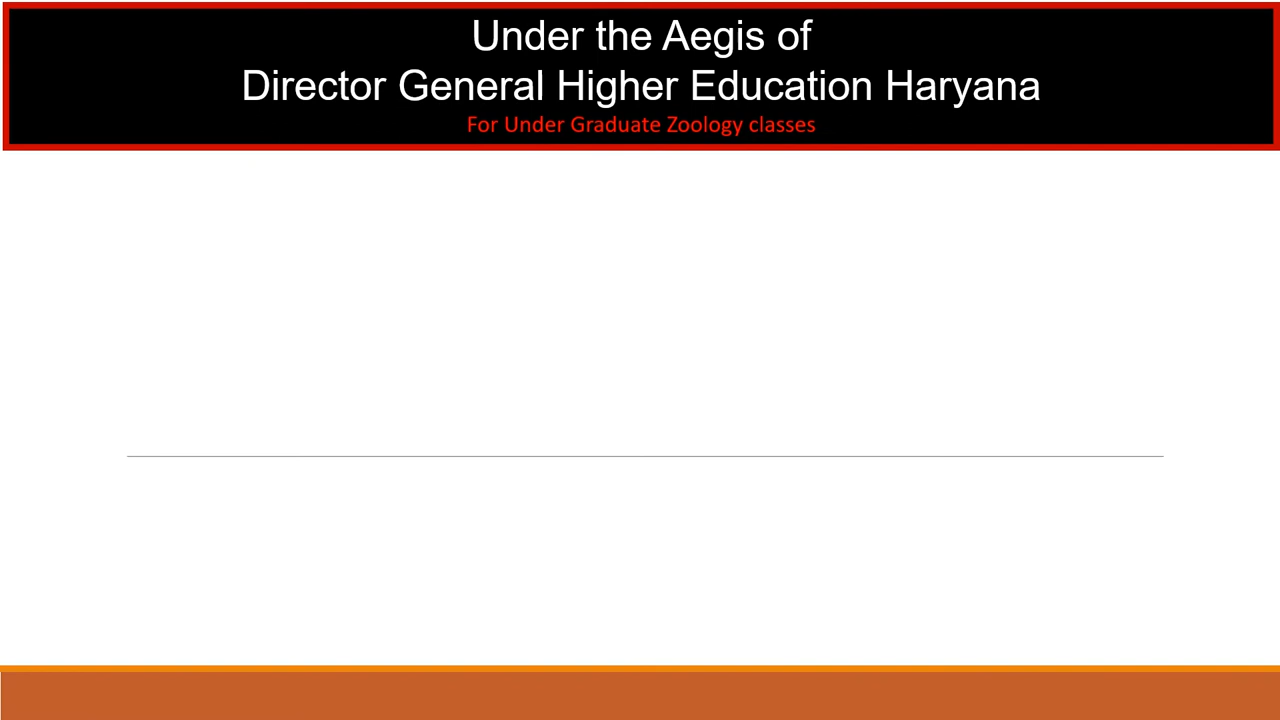 Under the Aegis of
Director General Higher Education Haryana
For Under Graduate Zoology classes